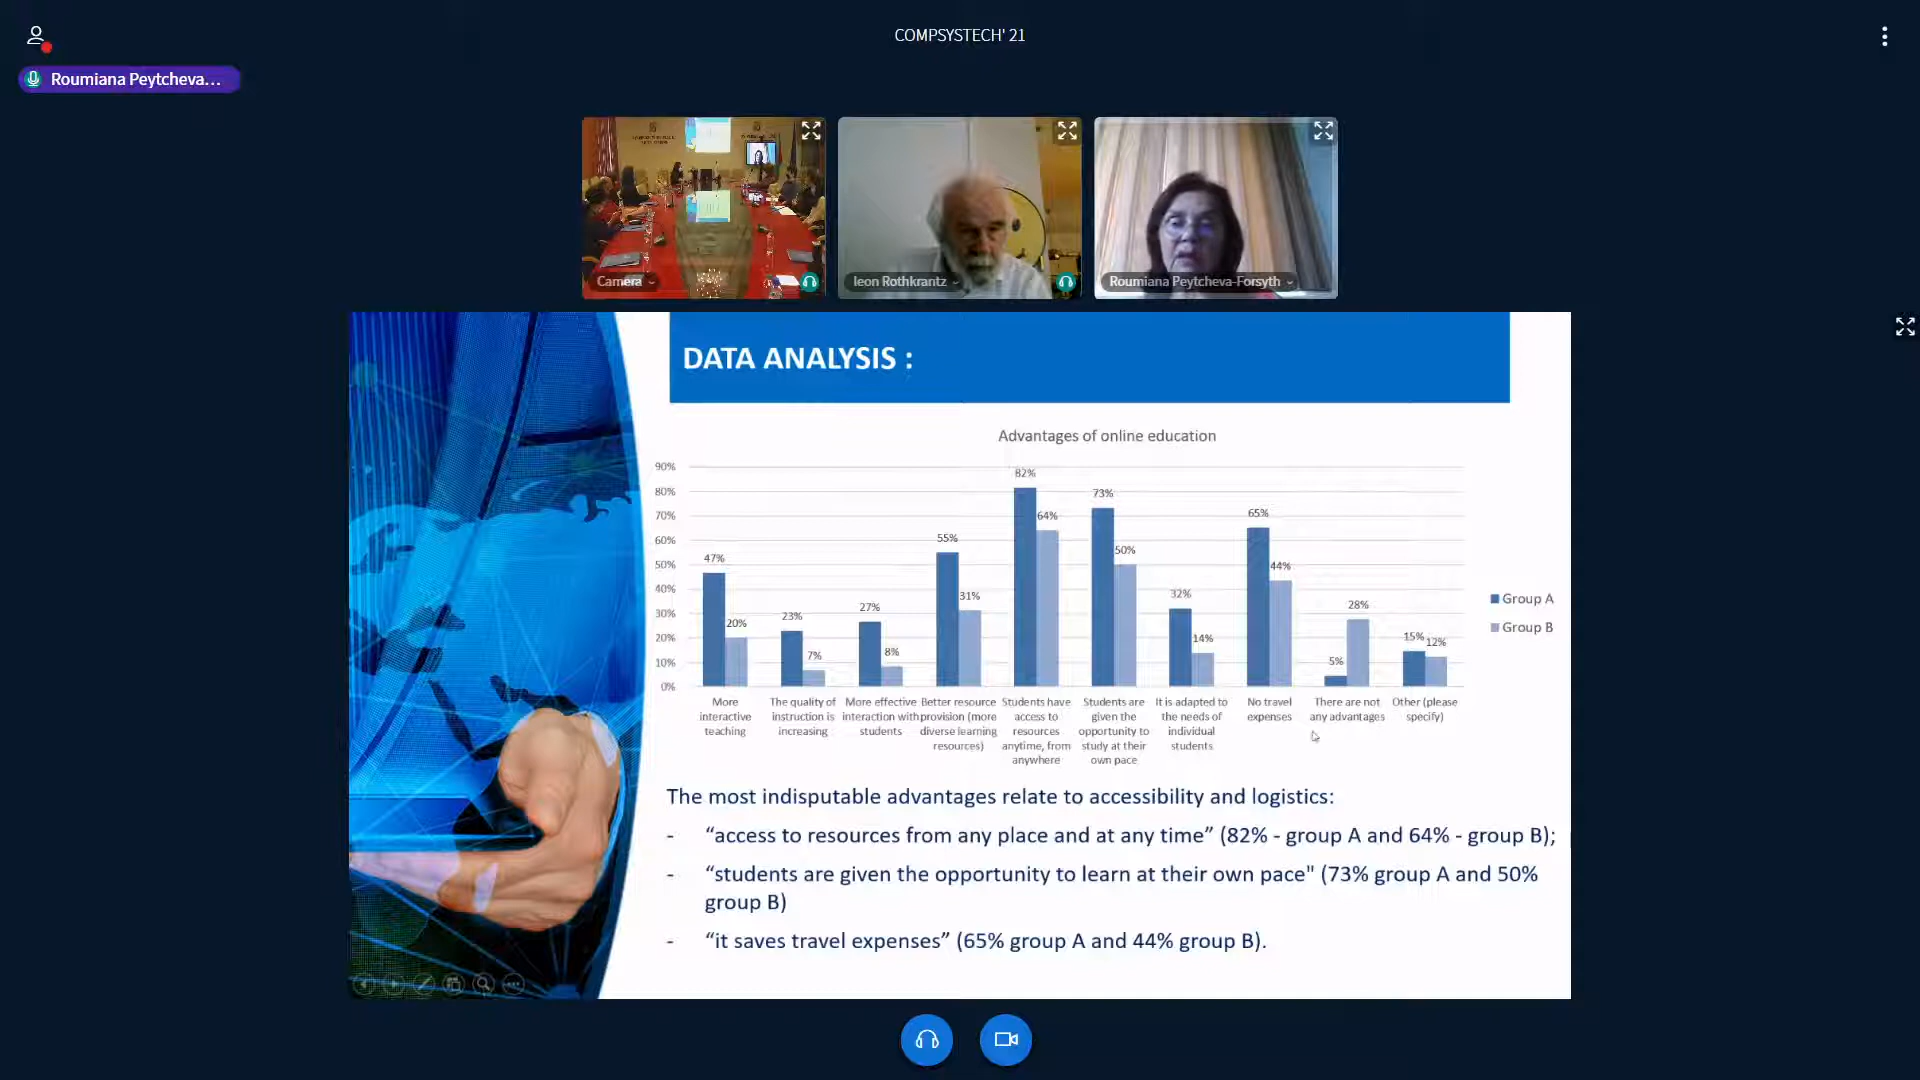 COMPSYSTECH' 21
Roumiana Peytcheva...
Camera
leon Rothkrantz
Roumiana Peytcheva-Forsyth
DATA ANALYSIS :
Advantages of online education
90%
80%
70%
60%
50%
40%
30%
20%
10%
0%
47%
20%
23%
7%
27%
8%
55%
31%
82%
64%
73%
50%
32%
14%
65%
44%
5%
28%
15%
12%
More
interactive
teaching
The quality of
instruction is
increasing
More effective
interaction with
students
Better resource
provision (more
diverse learning
resources)
Students have
access to
resources
anytime, from
anywhere
Students are
given the
opportunity to
study at their
own pace
It is adapted to
the needs of
individual
students
No travel
expenses
There are not
any advantages
Other (please
specify)
Group A
Group B
The most indisputable advantages relate to accessibility and logistics:
- “access to resources from any place and at any time” (82% - group A and 64% - group B);
- “students are given the opportunity to learn at their own pace" (73% group A and 50%
group B)
- “it saves travel expenses” (65% group A and 44% group B).